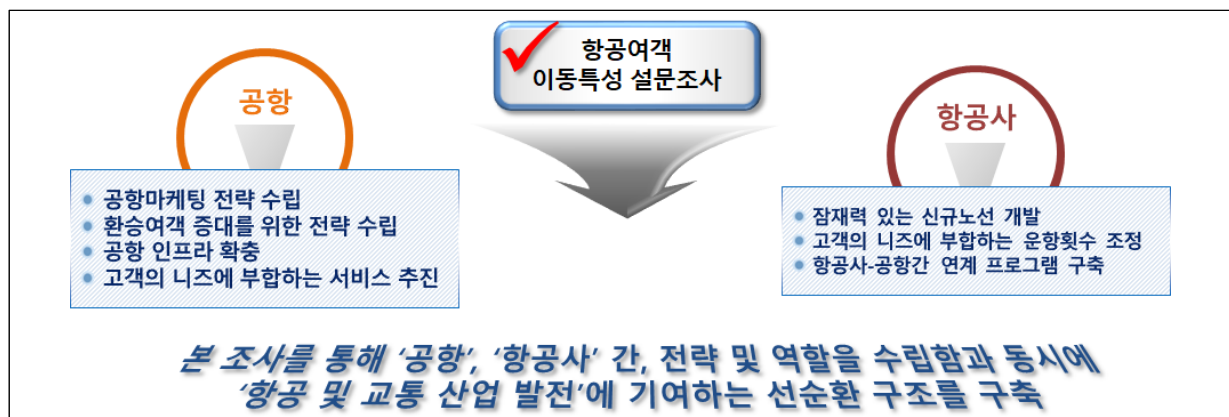 항공여객
이동특성 설문조사
공항
공항마케팅 전략 수립
환승여객 증대를 위한 전략 수립
공항 인프라 확충
고객의 니즈에 부합하는 서비스 추진
항공사
잠재력 있는 신규노선 개발
고객의 니즈에 부합하는 운항횟수 조정
항공사-공항간 연계 프로그램 구축
본 조사를 통해 ‘공항’, ‘항공사’ 간, 전략 및 역할을 수립함과 동시에
‘항공 및 교통 산업 발전’에 기여하는 선순환 구조를 구축